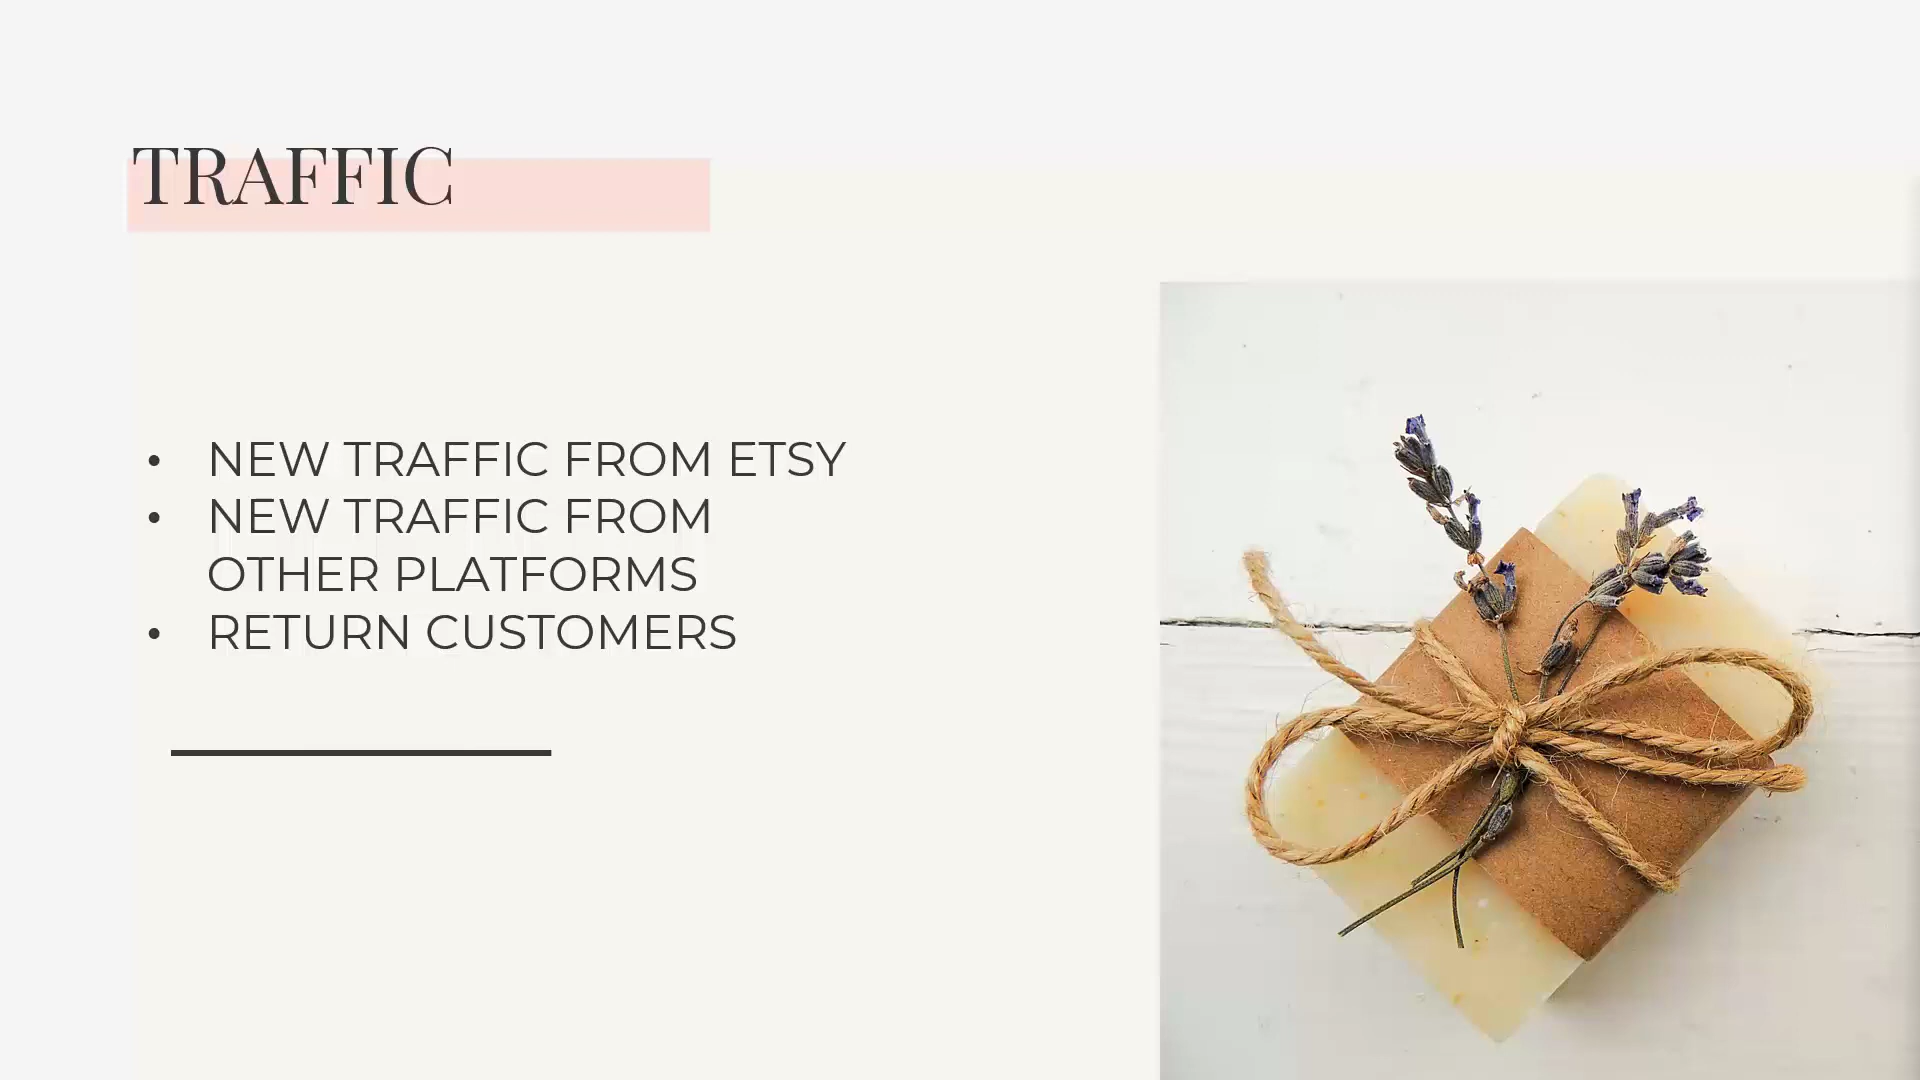 TRAFFIC
• NEW TRAFFIC FROM ETSY
• NEW TRAFFIC FROM
OTHER PLATFORMS
• RETURN CUSTOMERS